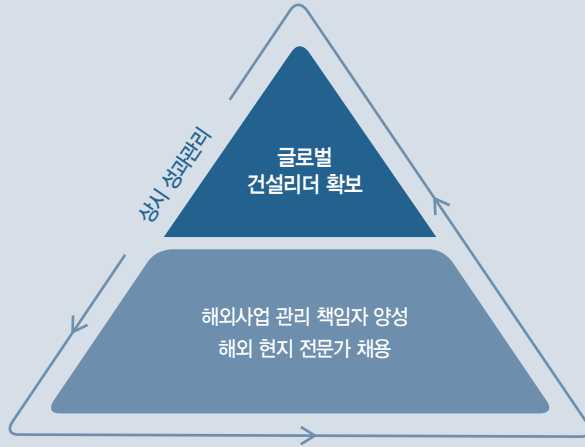 상시 성과관리
글로벌
건설리더 확보
해외사업 관리 책임자 양성
해외 현지 전문가 채용